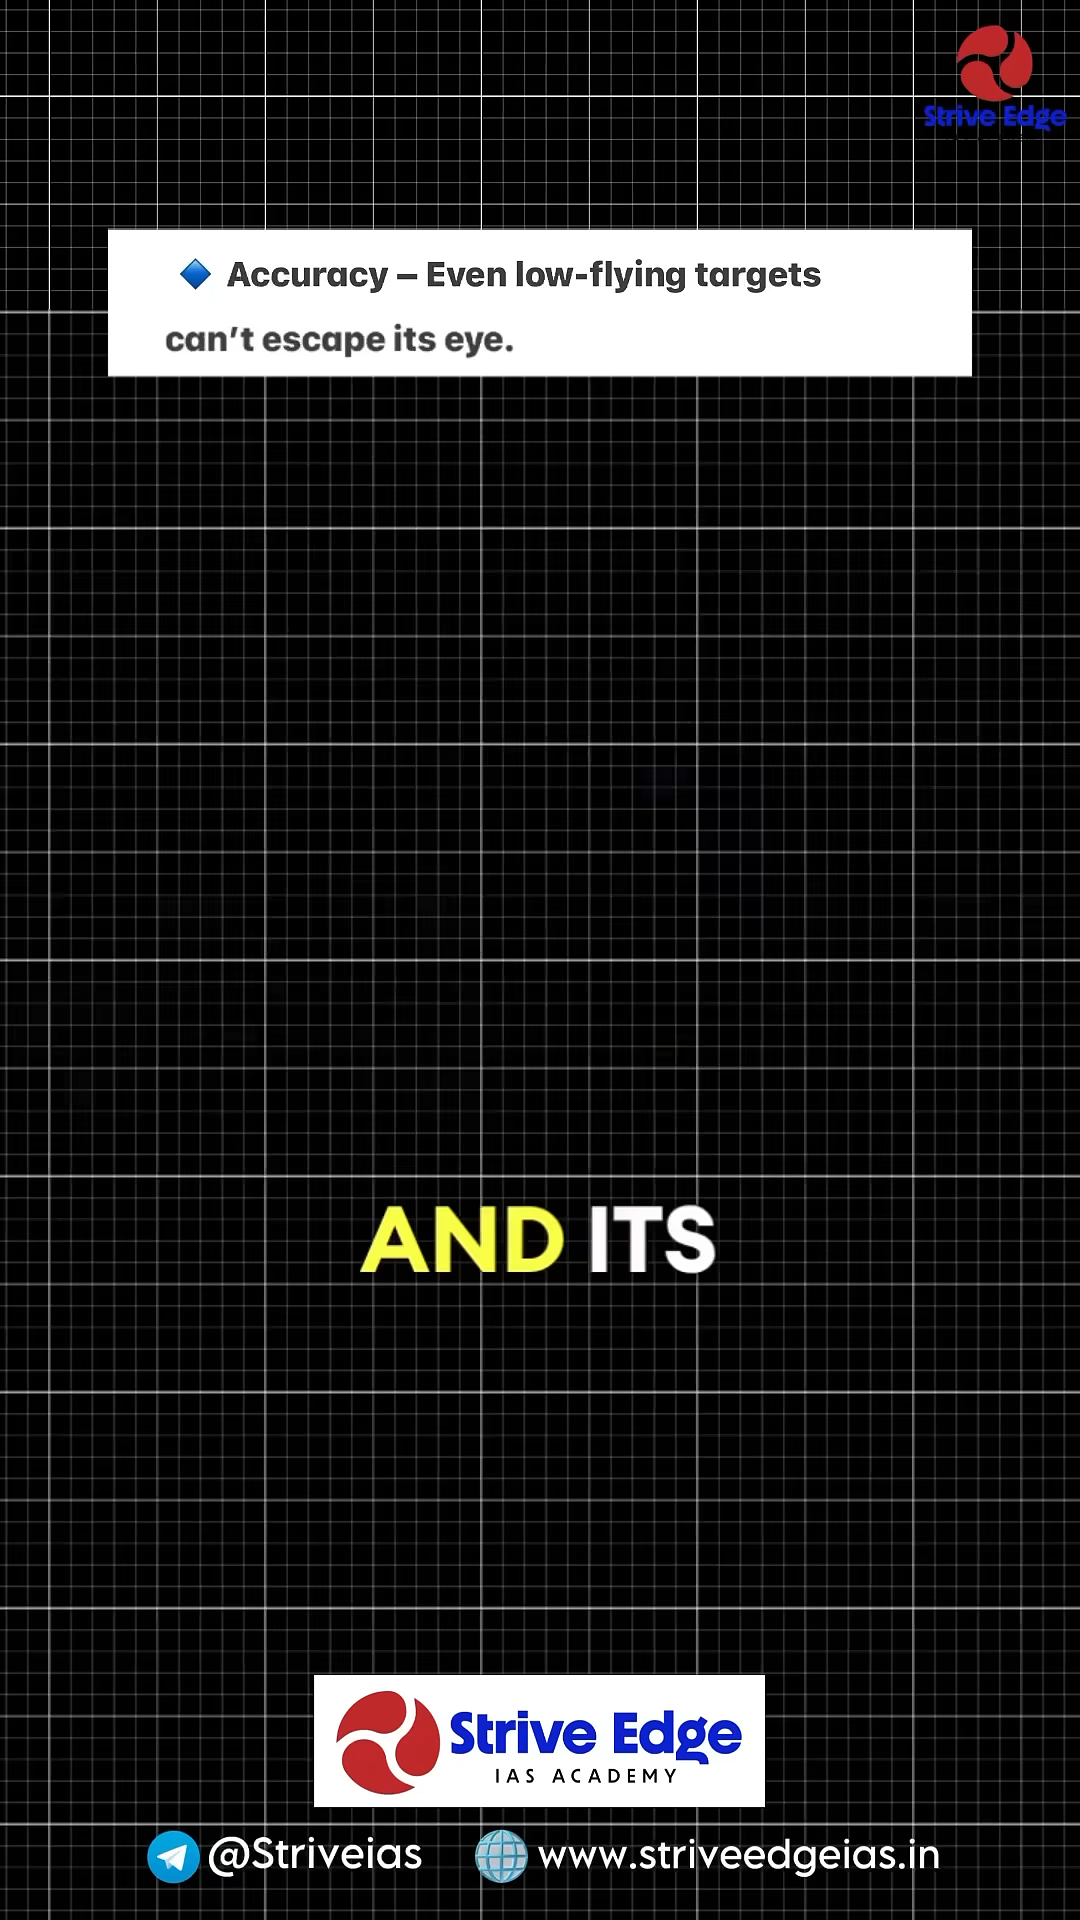 Strive Edge
🔷 Accuracy – Even low-flying targets
can’t escape its eye.
AND ITS
Strive Edge
IAS ACADEMY
@Striveias
www.striveedgeias.in